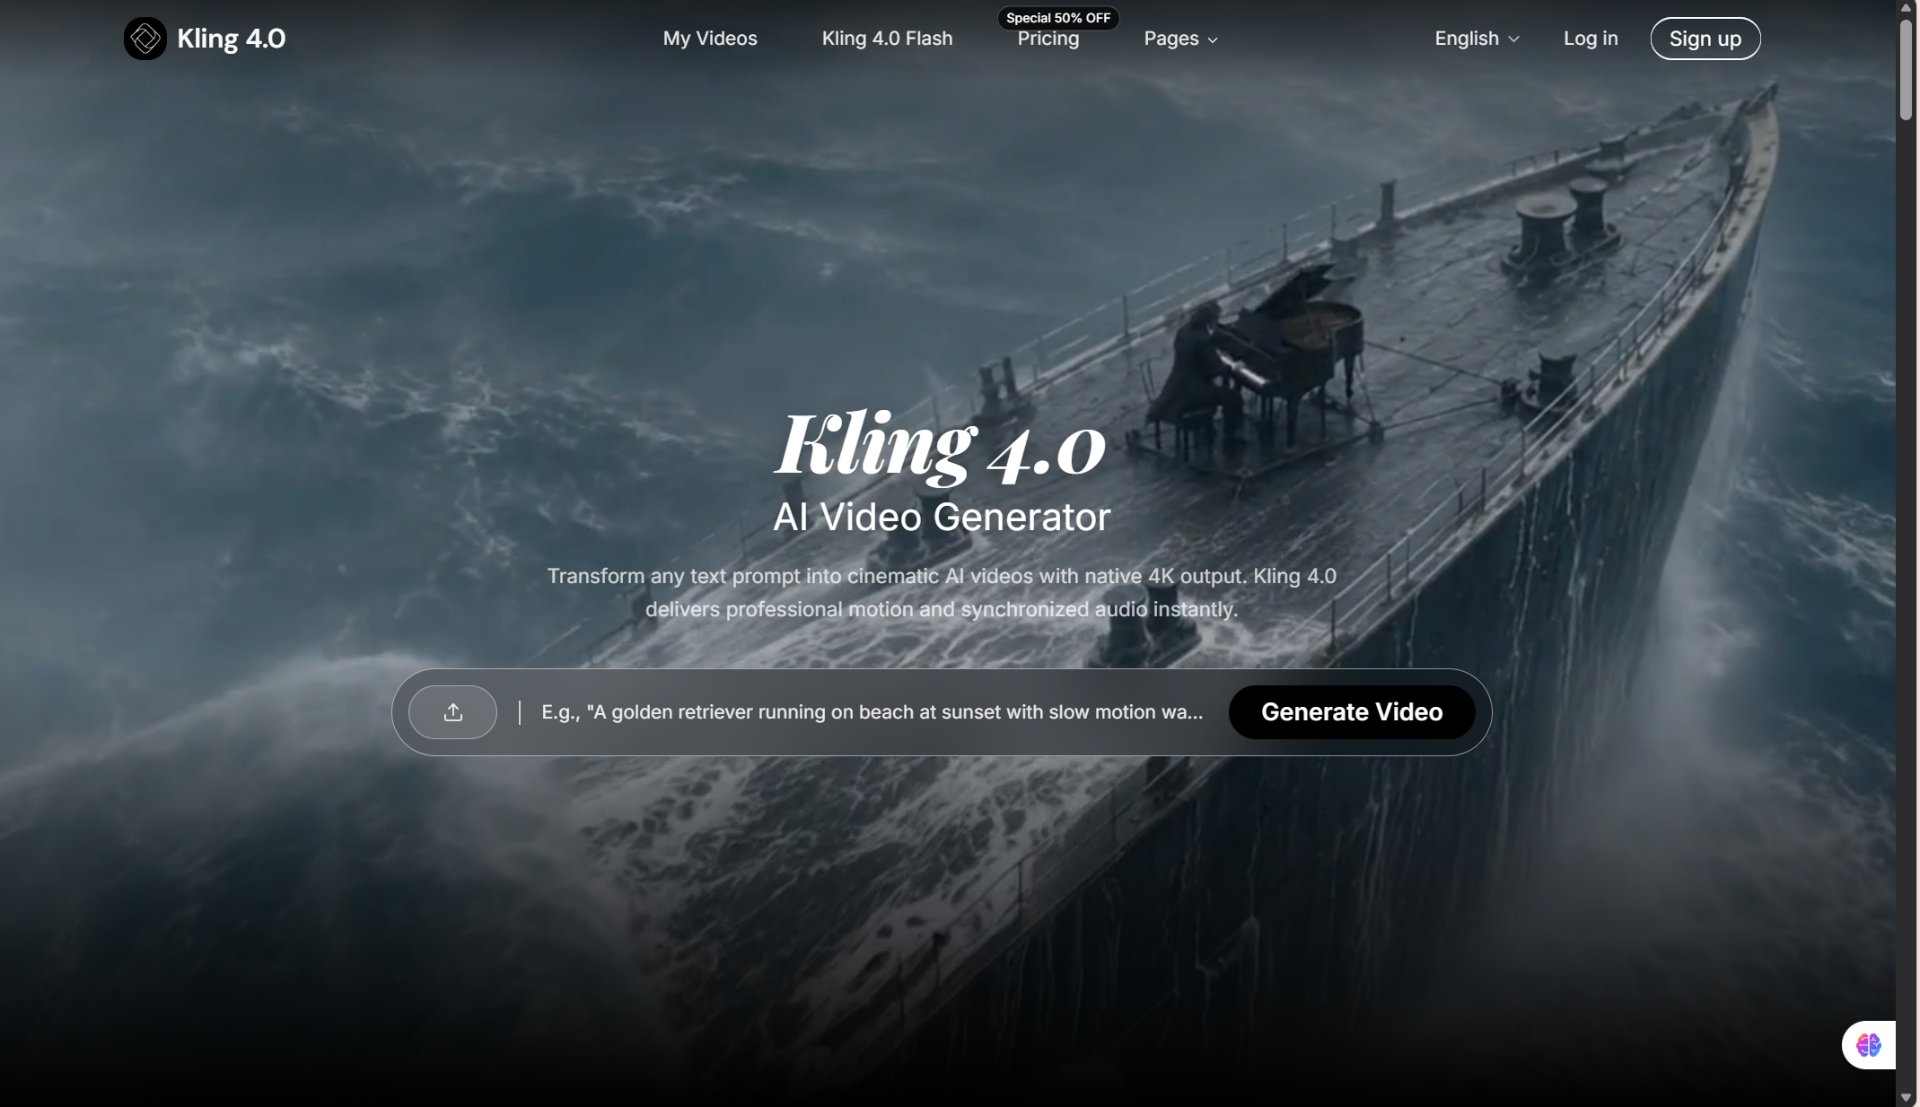 Kling 4.0
My Videos
Kling 4.0 Flash
Special 50% OFF
Pricing
Pages
English
Log in
Sign up
Kling 4.0
AI Video Generator
Transform any text prompt into cinematic AI videos with native 4K output. Kling 4.0
delivers professional motion and synchronized audio instantly.
E.g., "A golden retriever running on beach at sunset with slow motion wa...
Generate Video